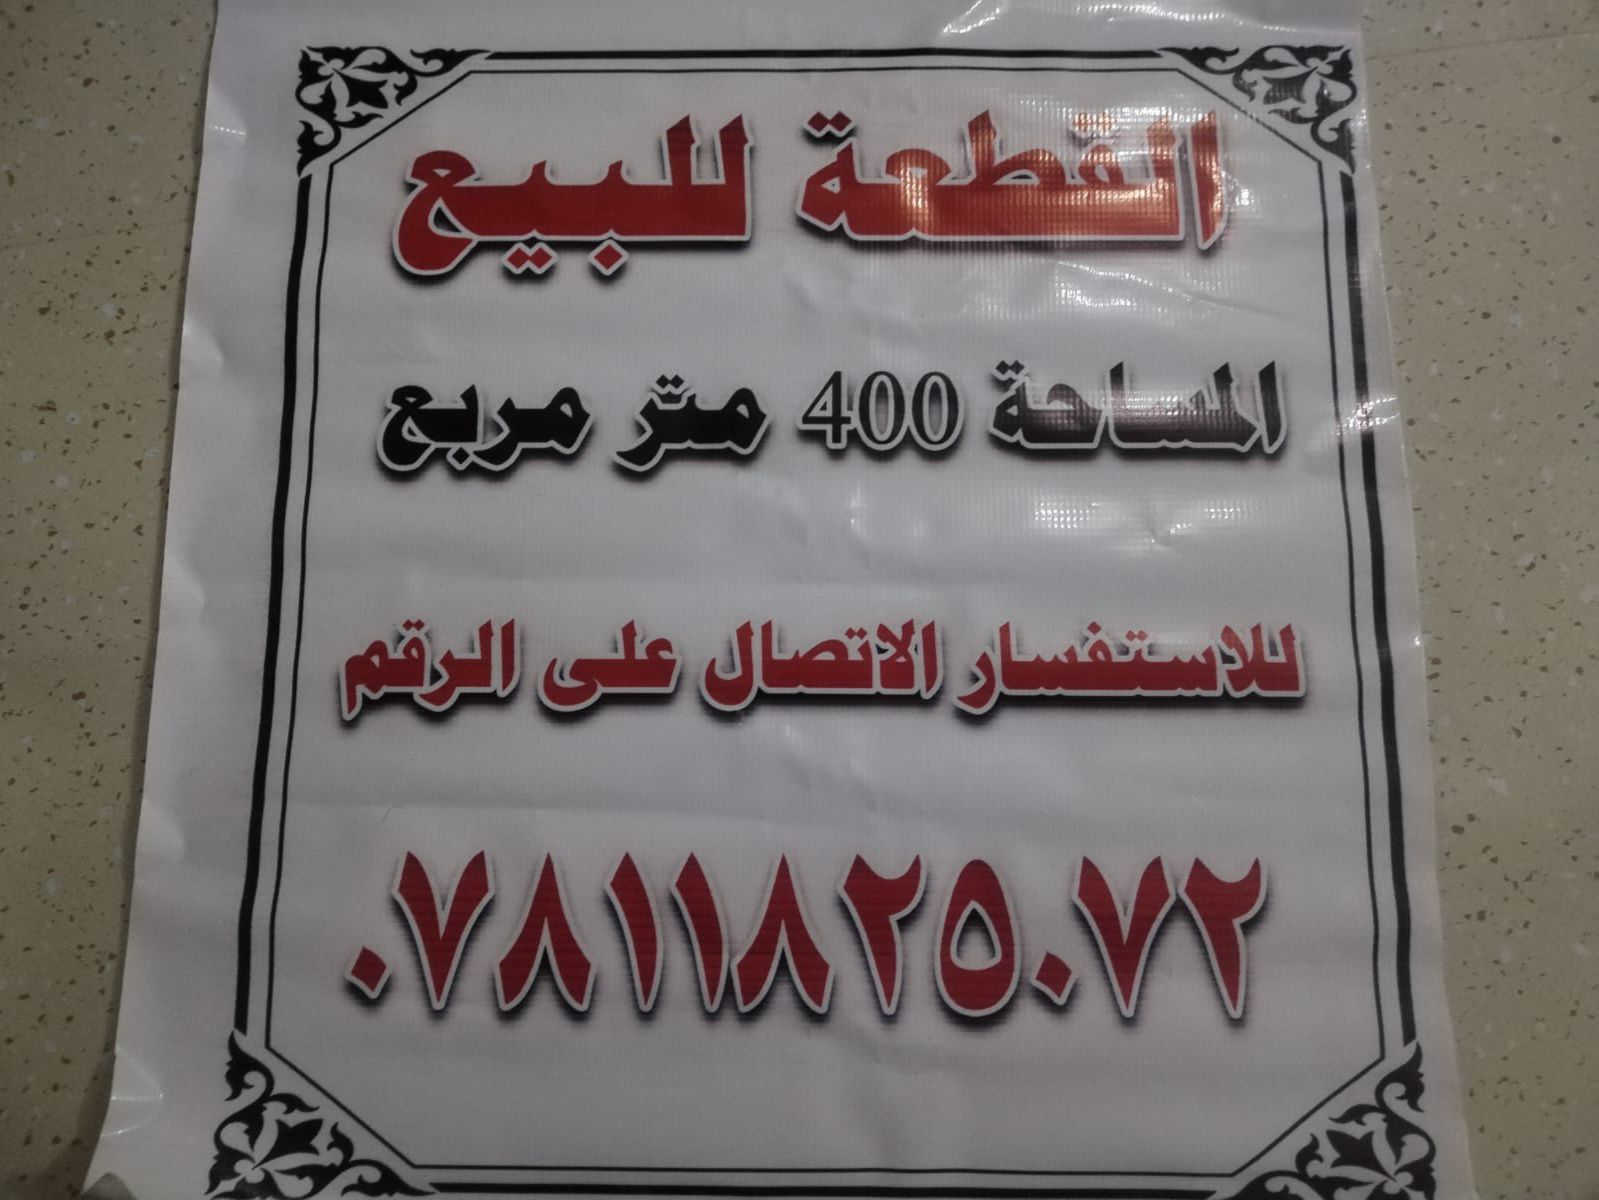 القطعة للبيع
المساحة 400 متر مربع
للاستفسار الاتصال على الرقم
٠٧٨١١٨٢٥٠٧٢